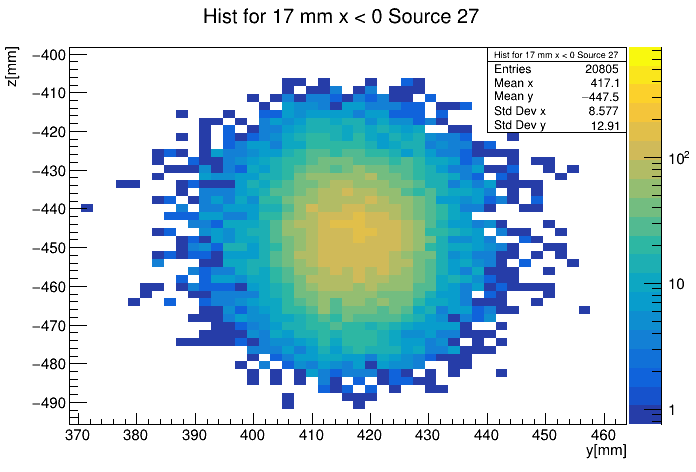 Hist for 17 mm x < 0 Source 27
z[mm]
Hist for 17 mm x < 0 Source 27
Entries 20805
Mean x 417.1
Mean y −447.5
Std Dev x 8.577
Std Dev y 12.91
−400
−410
−420
−430
−440
−450
−460
−470
−480
−490
10²
10
1
370 380 390 400 410 420 430 440 450 460
y[mm]